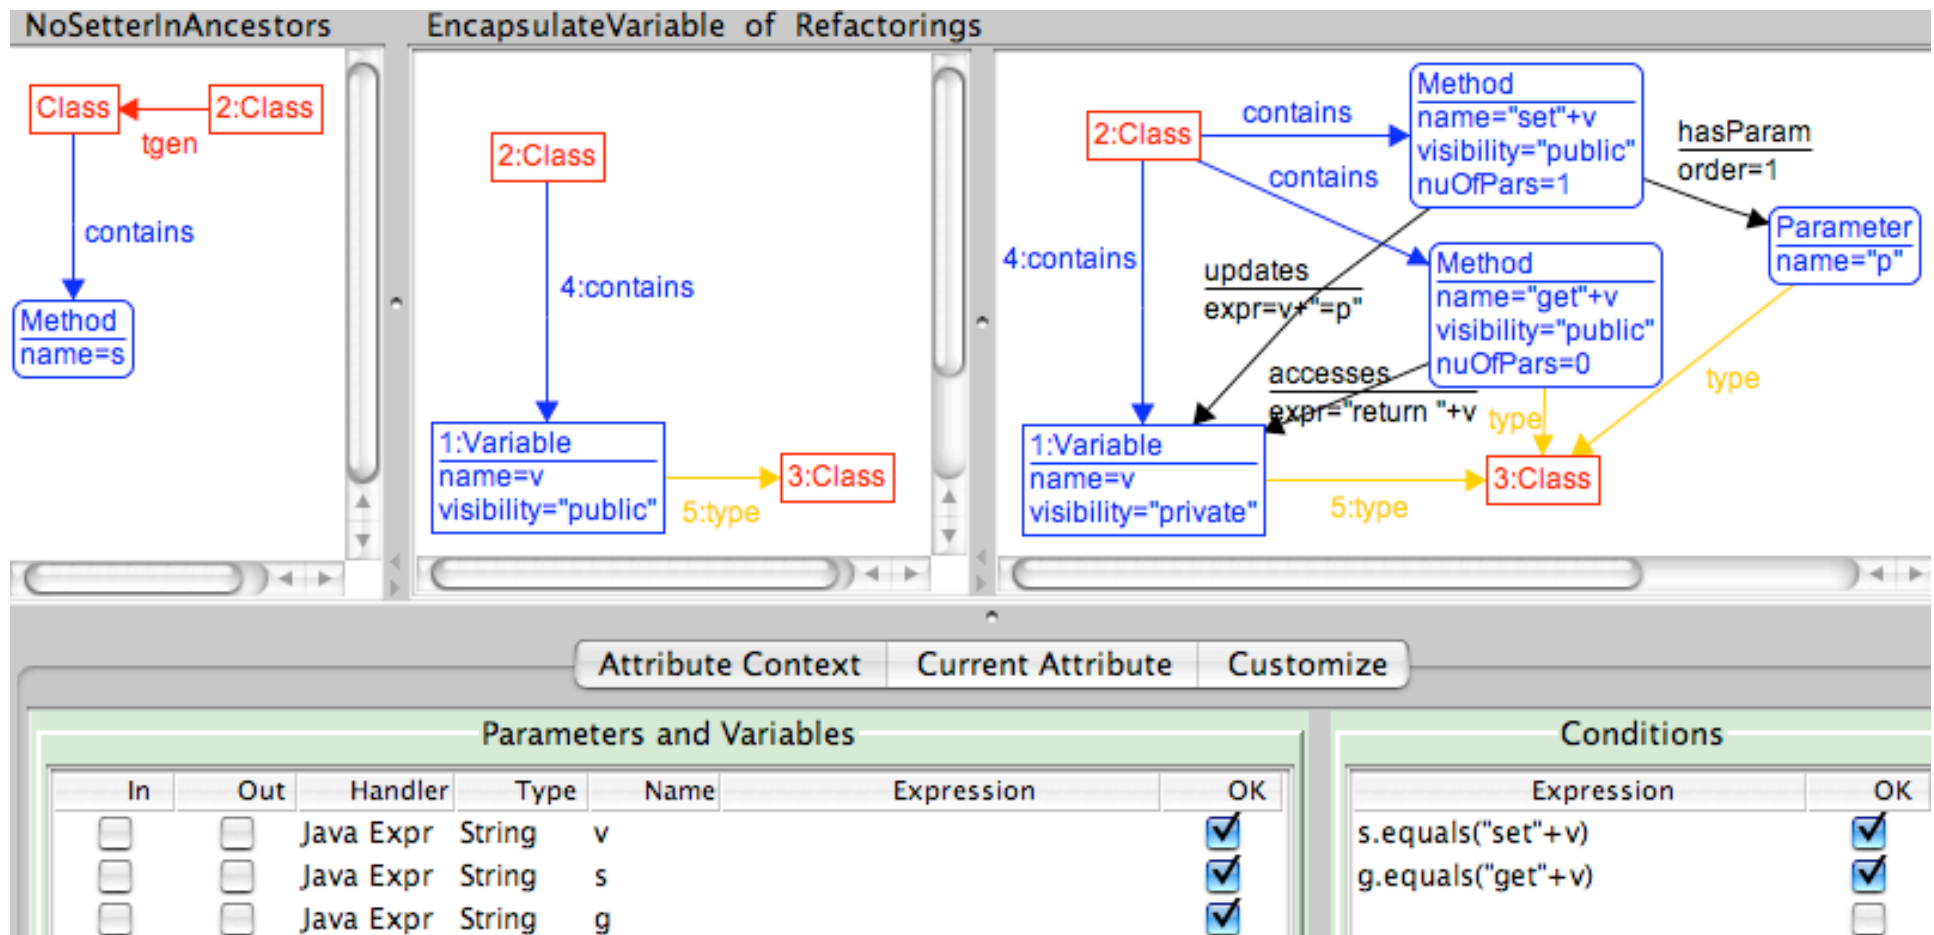 NoSetterInAncestors
EncapsulateVariable of Refactorings
Class
2:Class
tgen
contains
Method
name=s
2:Class
4:contains
1:Variable
name=v
visibility="public"
5:type
3:Class
2:Class
contains
contains
4:contains
Method
name="set"+v
visibility="public"
nuOfPars=1
hasParam
order=1
Parameter
name="p"
updates
expr=v+"=p"
Method
name="get"+v
visibility="public"
nuOfPars=0
accesses
expr="return "+v
type
type
1:Variable
name=v
visibility="private"
5:type
3:Class
Attribute Context Current Attribute Customize
Parameters and Variables
In Out Handler Type Name Expression OK
Java Expr String v
Java Expr String s
Java Expr String g
Conditions
Expression OK
s.equals("set"+v)
g.equals("get"+v)